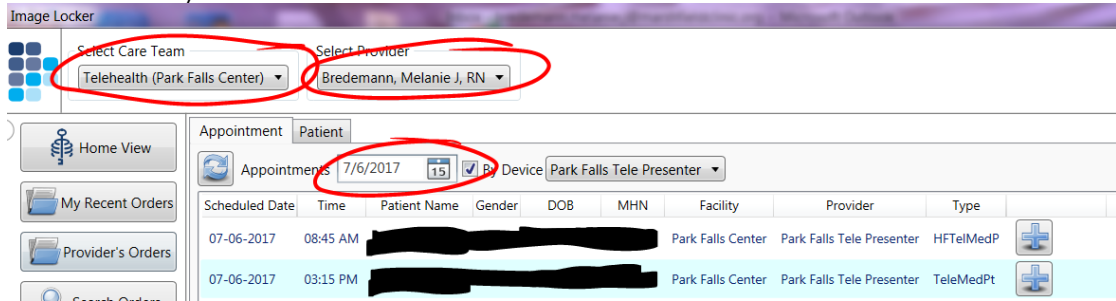 Image Locker
Select Care Team Select Provider
Telehealth (Park Falls Center) Bredemann, Melanie J, RN
Home View
Appointment Patient
Appointments 7/6/2017 15 By Device Park Falls Tele Presenter
My Recent Orders
Scheduled Date Time Patient Name Gender DOB MHN Facility Provider Type
07-06-2017 08:45 AM Park Falls Center Park Falls Tele Presenter HFTelMedP
Provider's Orders
07-06-2017 03:15 PM Park Falls Center Park Falls Tele Presenter TeleMedPt
Search Orders